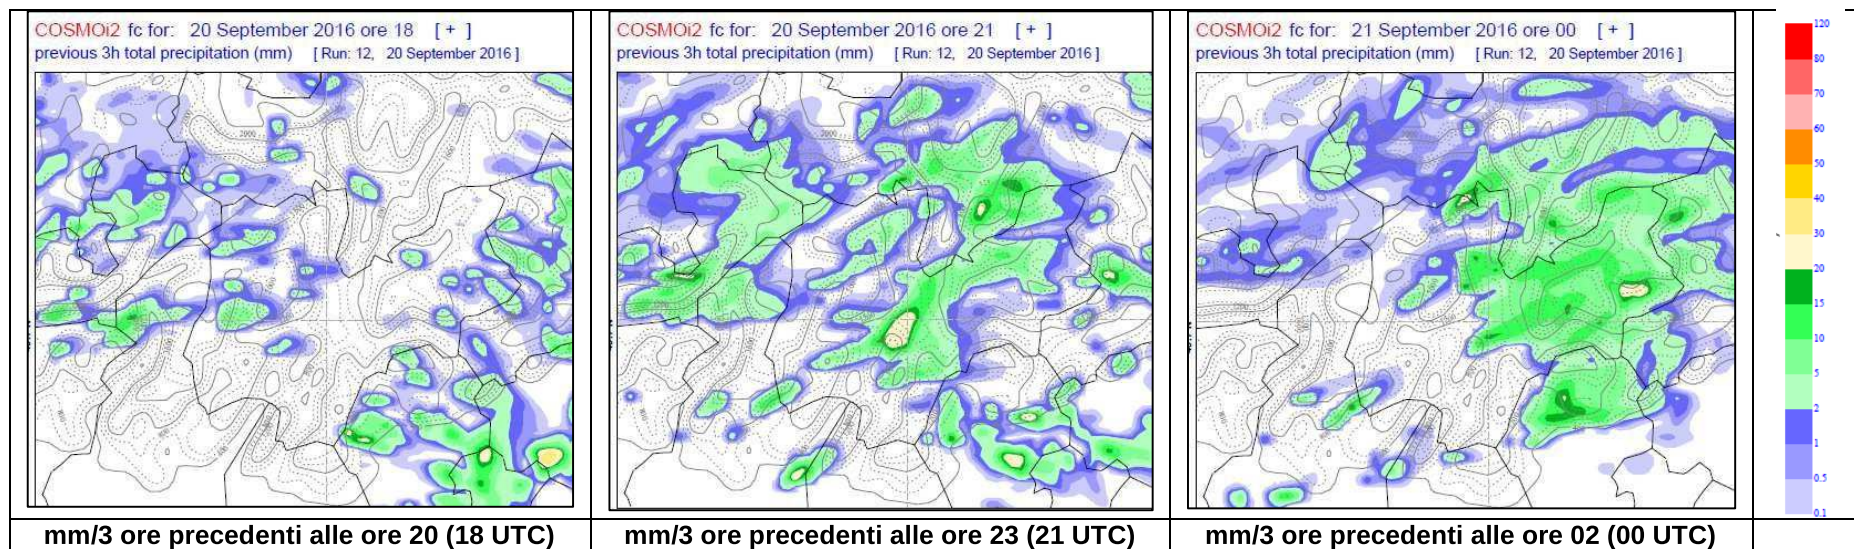 COSMOi2 fc for: 20 September 2016 ore 18 [ + ]
previous 3h total precipitation (mm) [ Run: 12, 20 September 2016 ]
COSMOi2 fc for: 20 September 2016 ore 21 [ + ]
previous 3h total precipitation (mm) [ Run: 12, 20 September 2016 ]
COSMOi2 fc for: 21 September 2016 ore 00 [ + ]
previous 3h total precipitation (mm) [ Run: 12, 20 September 2016 ]
120
80
70
60
50
40
30
20
15
10
5
2
1
0.5
0.1
2000
2000
mm/3 ore precedenti alle ore 20 (18 UTC)
mm/3 ore precedenti alle ore 23 (21 UTC)
mm/3 ore precedenti alle ore 02 (00 UTC)